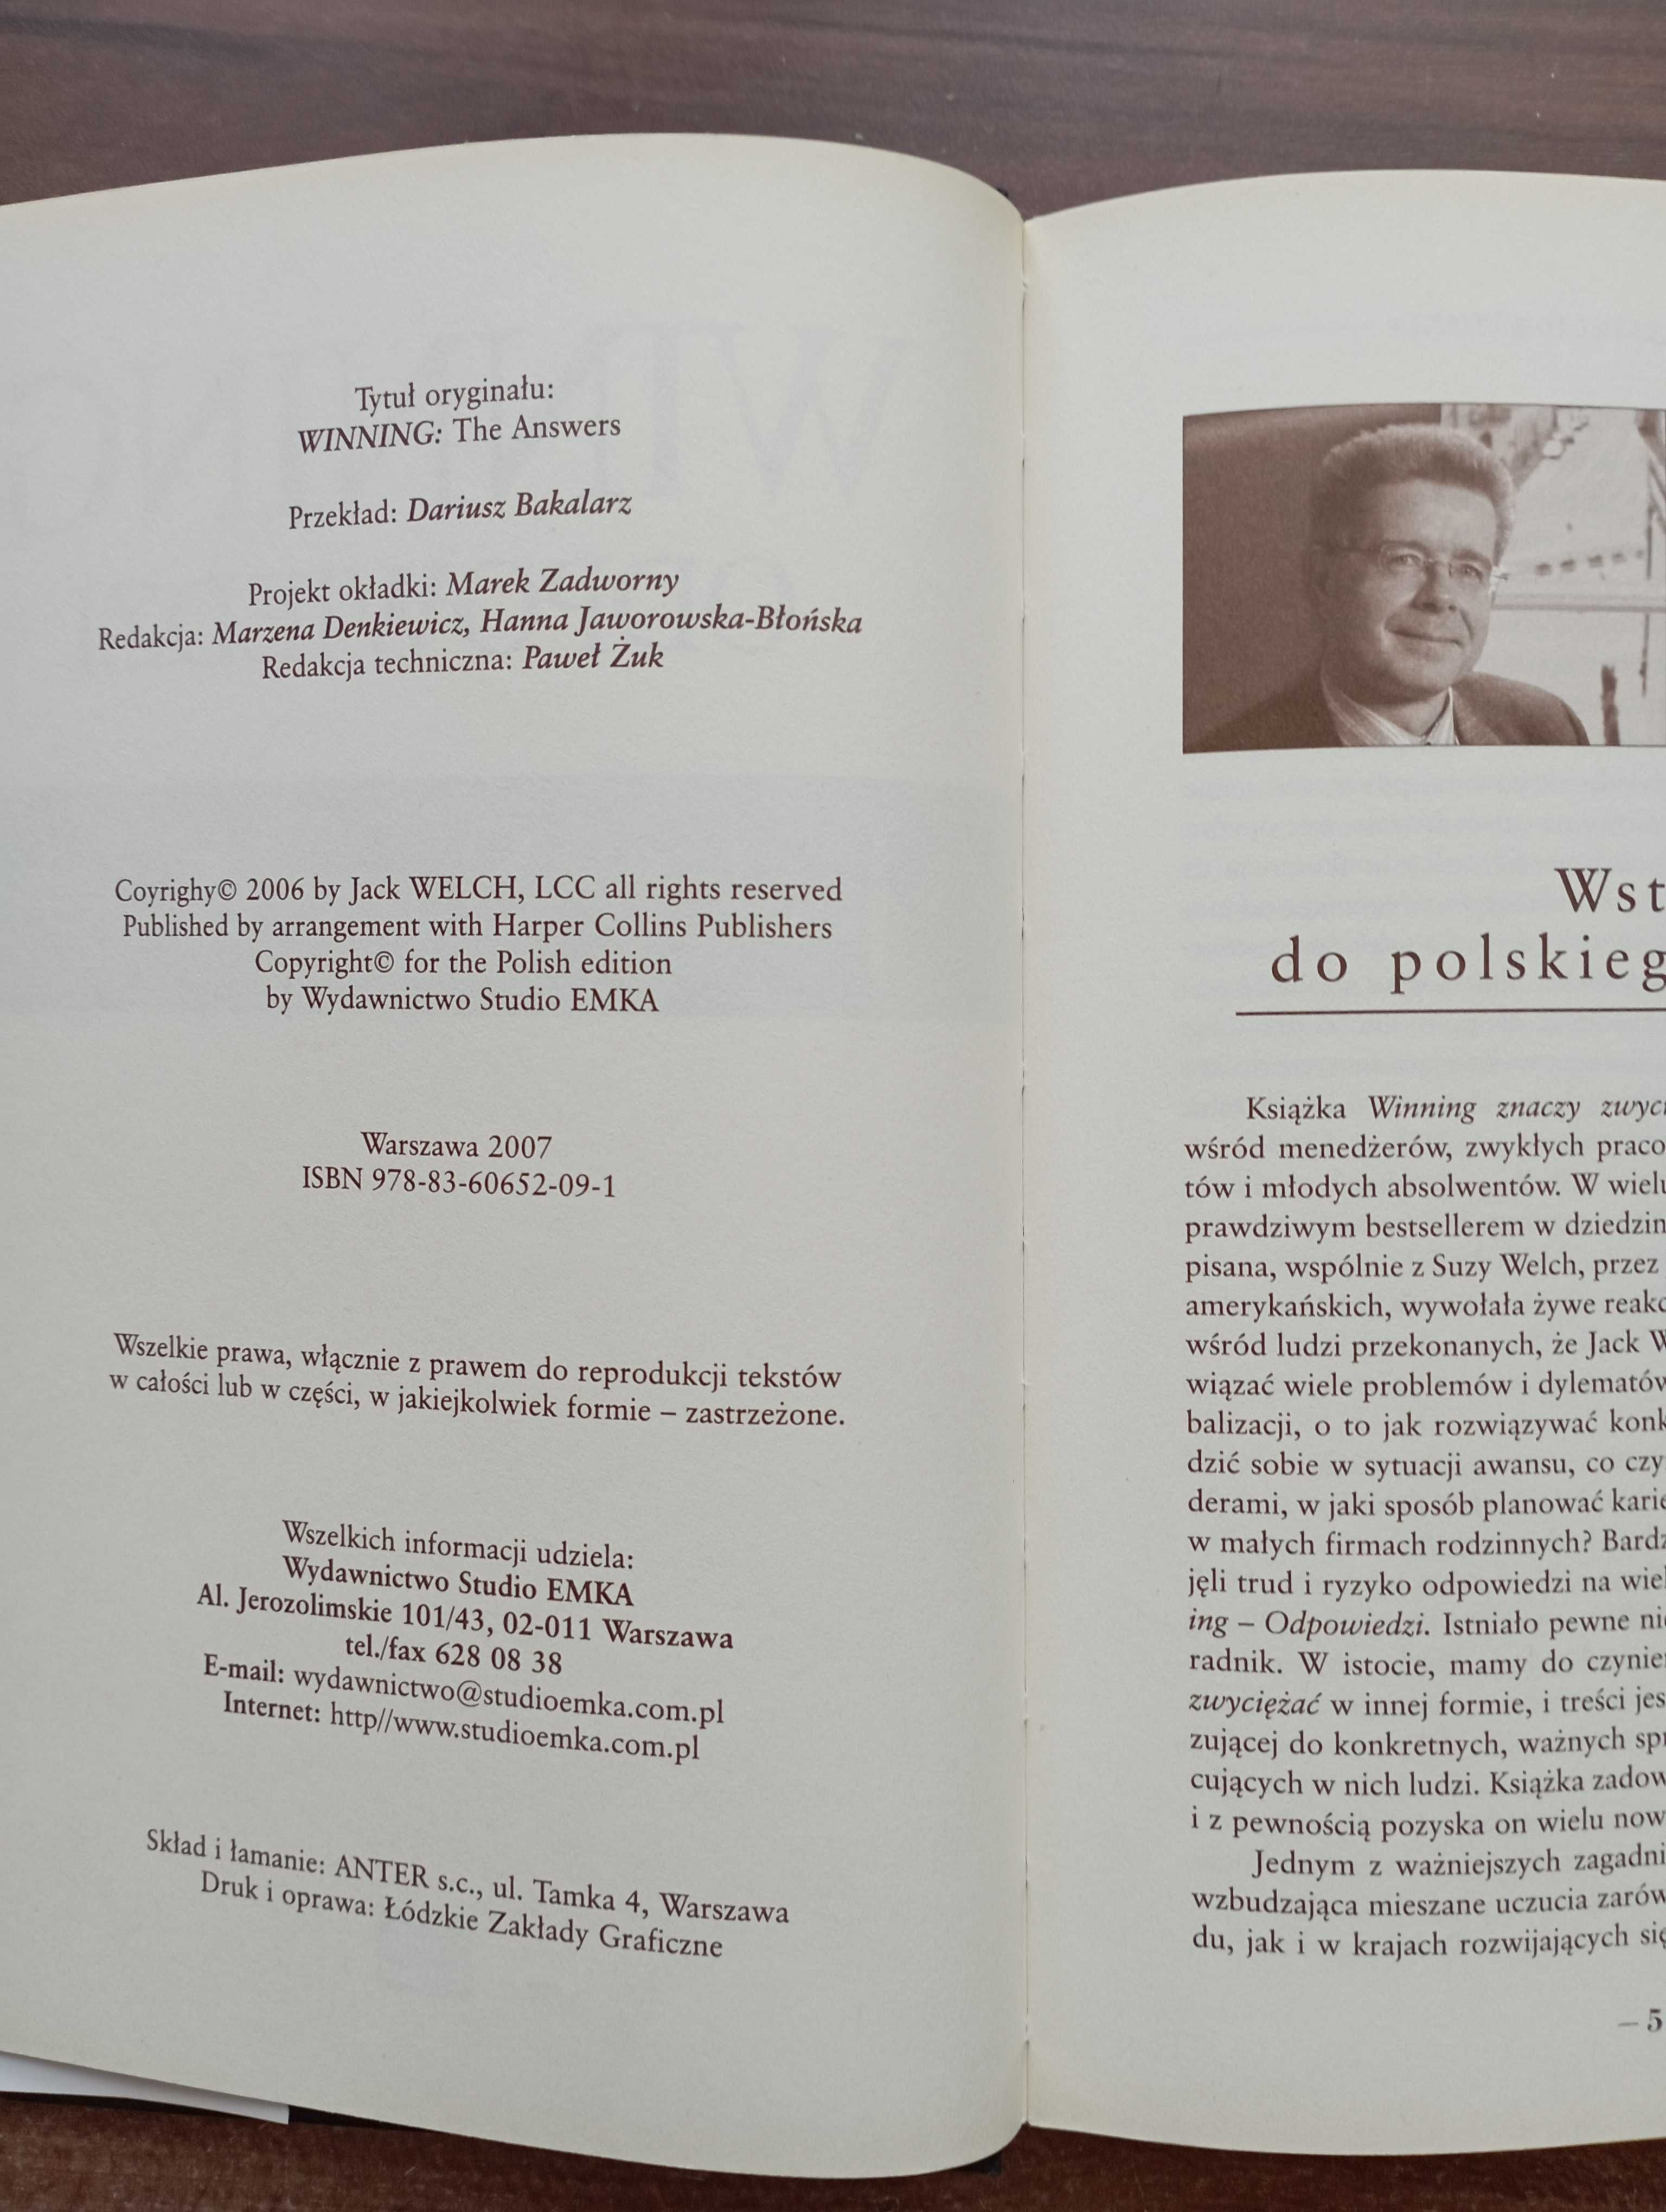 Tytuł oryginału:
WINNING: The Answers
Przekład: Dariusz Bakalarz
Projekt okładki: Marek Zadworny
Redakcja: Marzena Denkiewicz, Hanna Jaworowska-Błońska
Redakcja techniczna: Paweł Żuk
Coyrighy© 2006 by Jack WELCH, LCC all rights reserved
Published by arrangement with Harper Collins Publishers
Copyright© for the Polish edition
by Wydawnictwo Studio EMKA
Warszawa 2007
ISBN 978-83-60652-09-1
Wszelkie prawa, włącznie z prawem do reprodukcji tekstów
w całości lub w części, w jakiejkolwiek formie – zastrzeżone.
Wszelkich informacji udziela:
Wydawnictwo Studio EMKA
Al. Jerozolimskie 101/43, 02-011 Warszawa
tel./fax 628 08 38
E-mail: wydawnictwo@studioemka.com.pl
Internet: http//www.studioemka.com.pl
Skład i łamanie: ANTER s.c., ul. Tamka 4, Warszawa
Druk i oprawa: Łódzkie Zakłady Graficzne
Wst
do polskieg
Książka Winning znaczy zwyci
wśród menedżerów, zwykłych praco
tów i młodych absolwentów. W wielu
prawdziwym bestsellerem w dziedzin
pisana, wspólnie z Suzy Welch, przez
amerykańskich, wywołała żywe reakc
wśród ludzi przekonanych, że Jack W
wiązać wiele problemów i dylematów
balizacji, o to jak rozwiązywać konk
dzić sobie w sytuacji awansu, co czy
derami, w jaki sposób planować karie
w małych firmach rodzinnych? Bardz
jęli trud i ryzyko odpowiedzi na wiel
ing – Odpowiedzi. Istniało pewne nie
radnik. W istocie, mamy do czynien
zwyciężać w innej formie, i treści jes
zującej do konkretnych, ważnych spr
cujących w nich ludzi. Książka zadow
i z pewnością pozyska on wielu now
Jednym z ważniejszych zagadni
wzbudzająca mieszane uczucia zarów
du, jak i w krajach rozwijających się
– 5